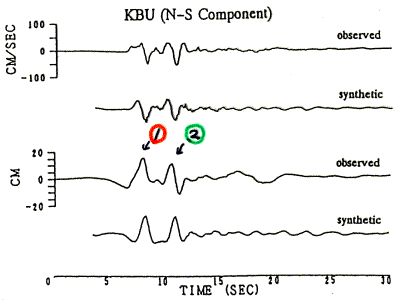 KBU (N-S Component)
100
0
-100
CM/SEC
observed
synthetic
1
2
20
0
-20
CM
observed
synthetic
0 5 10 15 20 25 30
TIME (SEC)